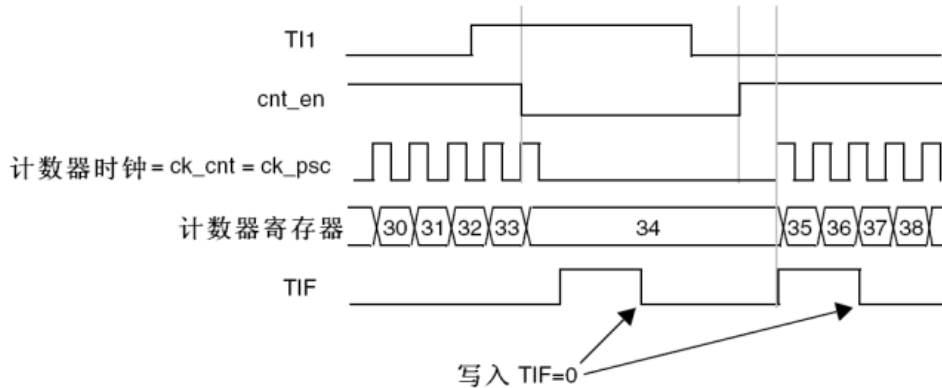 TI1
cnt_en
计数器时钟 = ck_cnt = ck_psc
计数器寄存器 30 31 32 33 34 35 36 37 38
TIF
写入 TIF=0